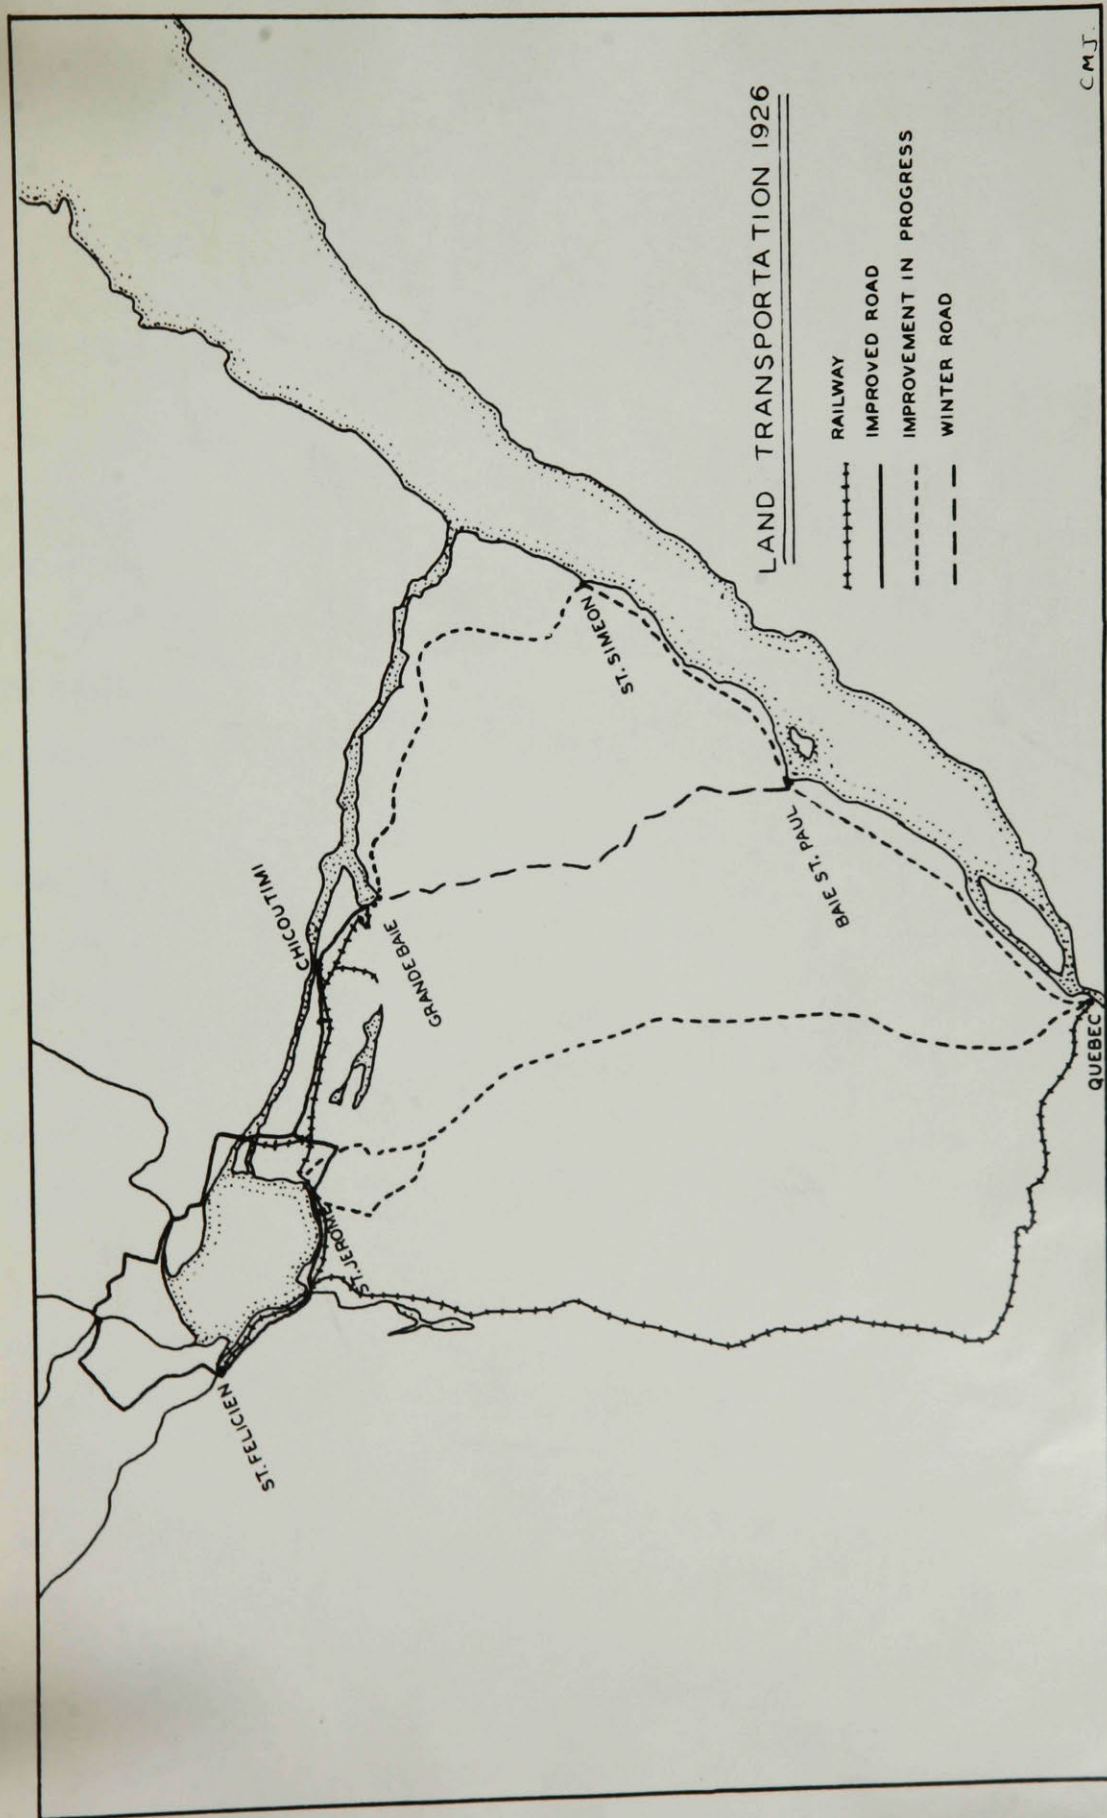 LAND TRANSPORTATION 1926
RAILWAY
IMPROVED ROAD
IMPROVEMENT IN PROGRESS
WINTER ROAD
ST. FELICIEN
ST. JEROME
CHICOUTIMI
GRANDE BAIE
ST. SIMEON
BAIE ST. PAUL
QUEBEC
CMJ.